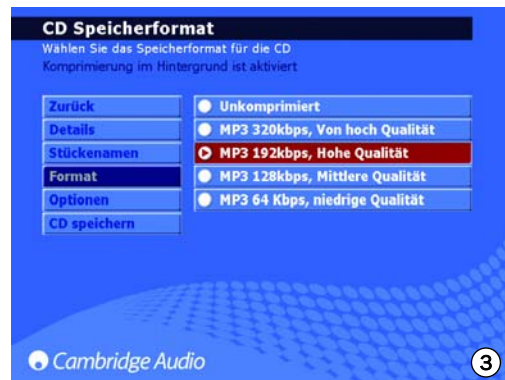 CD Speicherformat
Wählen Sie das Speicherformat für die CD
Komprimierung im Hintergrund ist aktiviert
Zurück
Details
Stückenamen
Format
Optionen
CD speichern
Unkomprimiert
MP3 320kbps, Von hoch Qualität
MP3 192kbps, Hohe Qualität
MP3 128kbps, Mittlere Qualität
MP3 64 Kbps, niedrige Qualität
Cambridge Audio
3